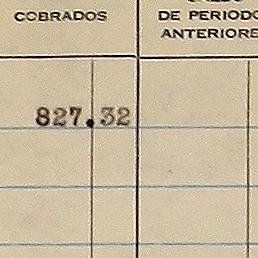 COBRADOS
DE PERIODO
ANTERIORE
827.32